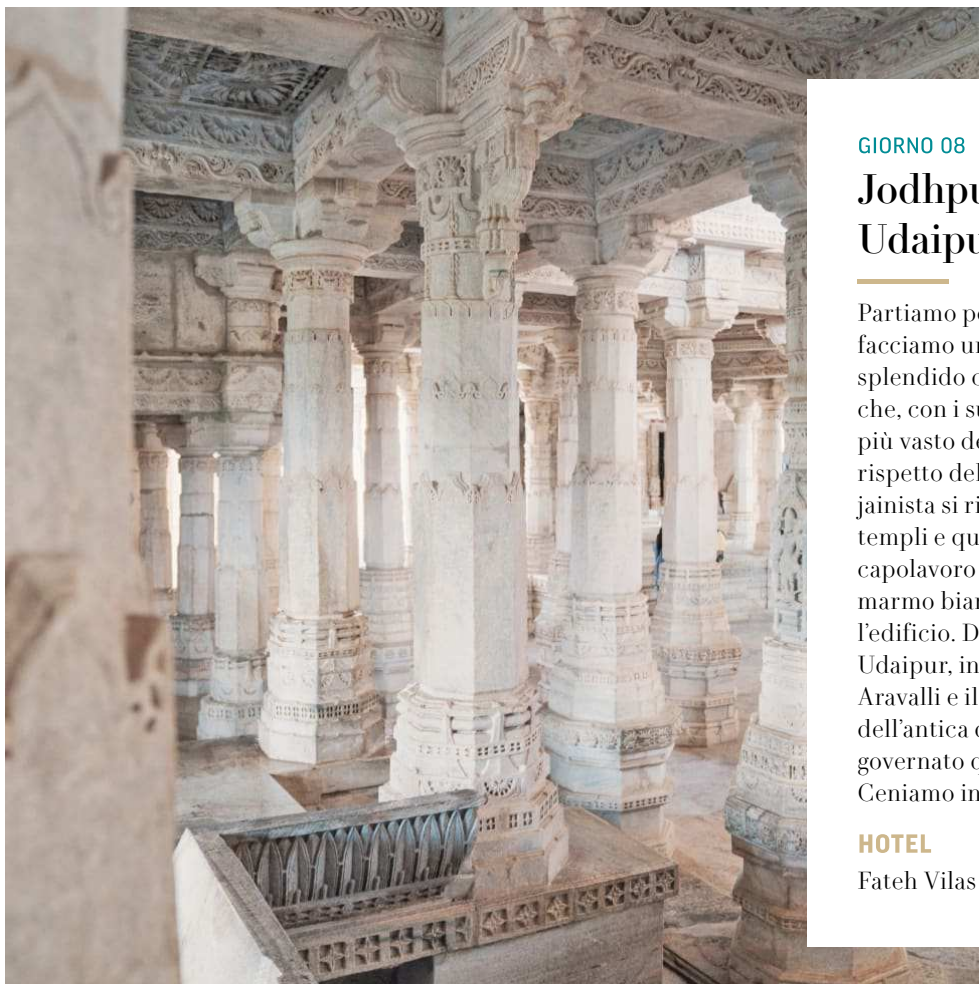 GIORNO 08
Jodhpu
Udaipu
Partiamo pe
facciamo un
splendido c
che, con i su
più vasto de
rispetto del
jainista si ri
templi e qu
capolavoro
marmo bian
l’edificio. D
Udaipur, in
Aravalli e il
dell’antica c
governato d
Ceniamo in
HOTEL
Fateh Vilas